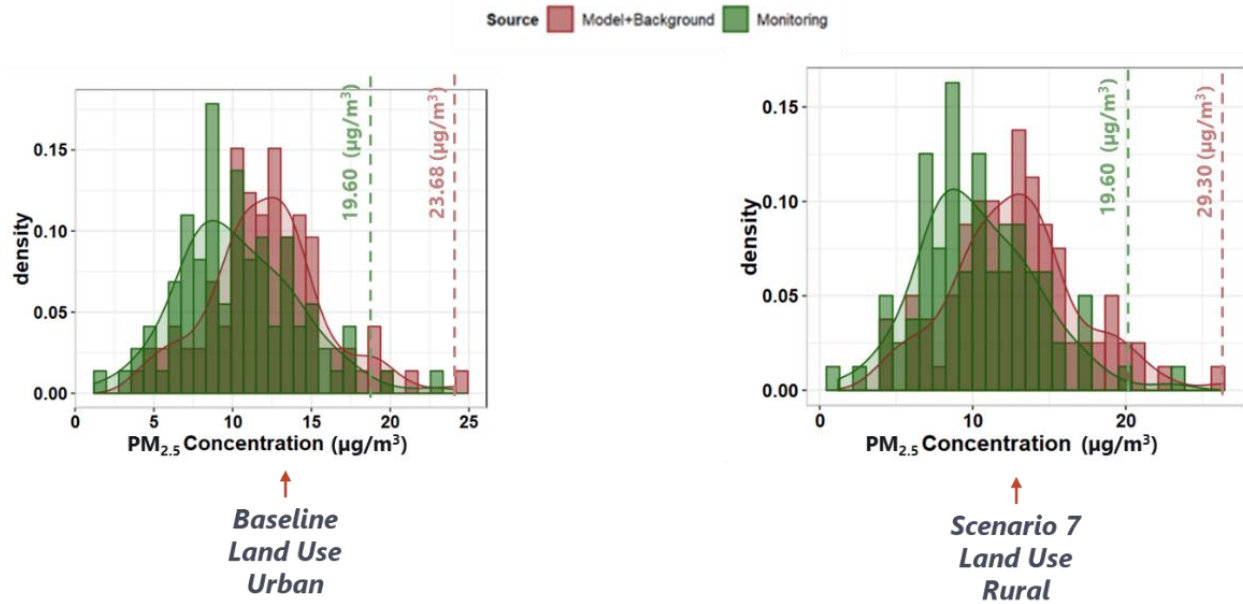 Source Model+Background Monitoring
density
0.15
0.10
0.05
0.00
19.60 (µg/m³)
23.68 (µg/m³)
0 5 10 15 20 25
PM₂.₅ Concentration (µg/m³)
Baseline
Land Use
Urban
density
0.15
0.10
0.05
0.00
19.60 (µg/m³)
29.30 (µg/m³)
0 10 20
PM₂.₅ Concentration (µg/m³)
Scenario 7
Land Use
Rural